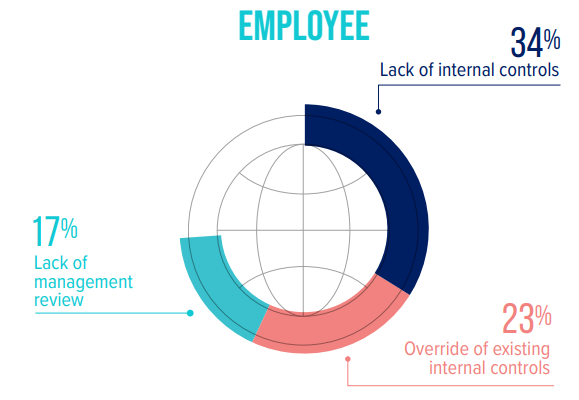 EMPLOYEE
34%
Lack of internal controls
17%
Lack of
management
review
23%
Override of existing
internal controls